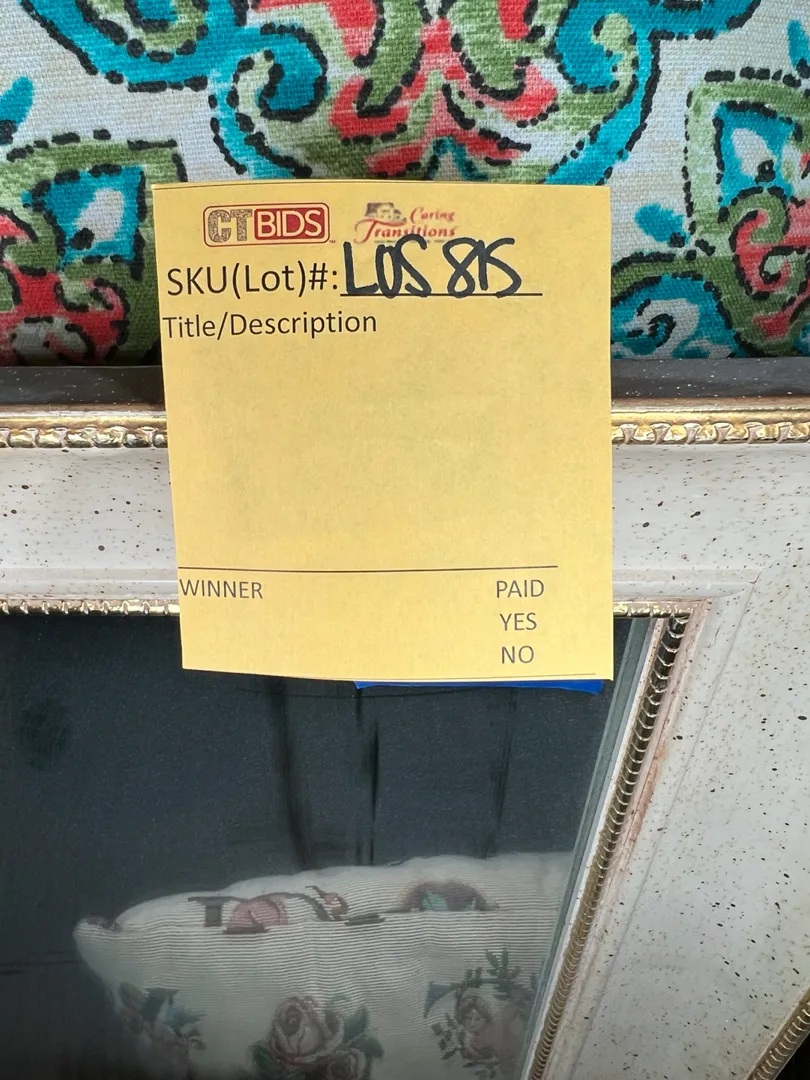 CTBIDS Caring
Transitions
SKU(Lot)#: LOS 815
Title/Description
WINNER PAID
YES
NO